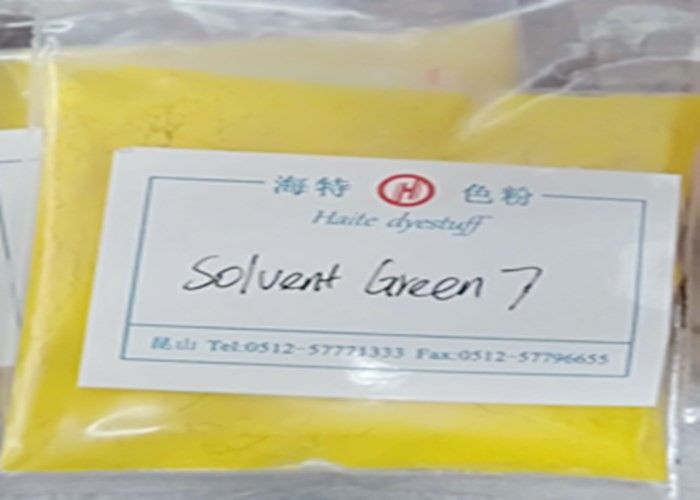 海特 H 色粉
Haite dyestuff
Solvent Green 7
昆山 Tel:0512-57771333 Fax:0512-57796655